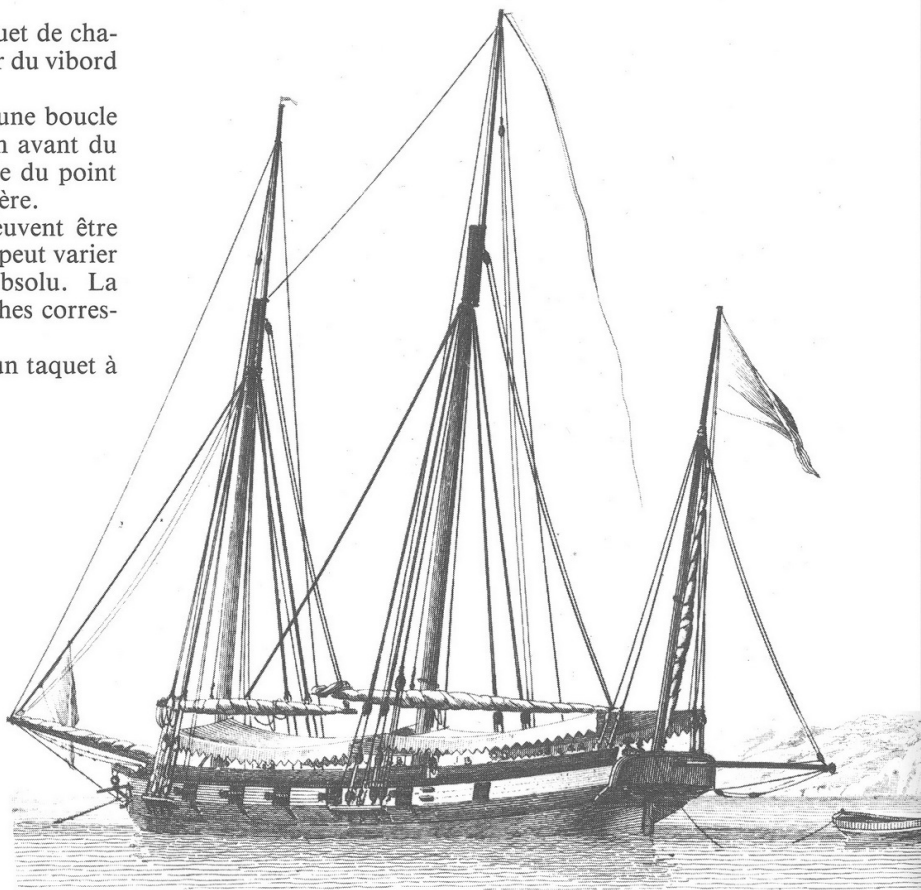 uet de cha-
r du vibord
une boucle
n avant du
e du point
ère.
euvent être
peut varier
bsolu. La
hes corres-
un taquet à